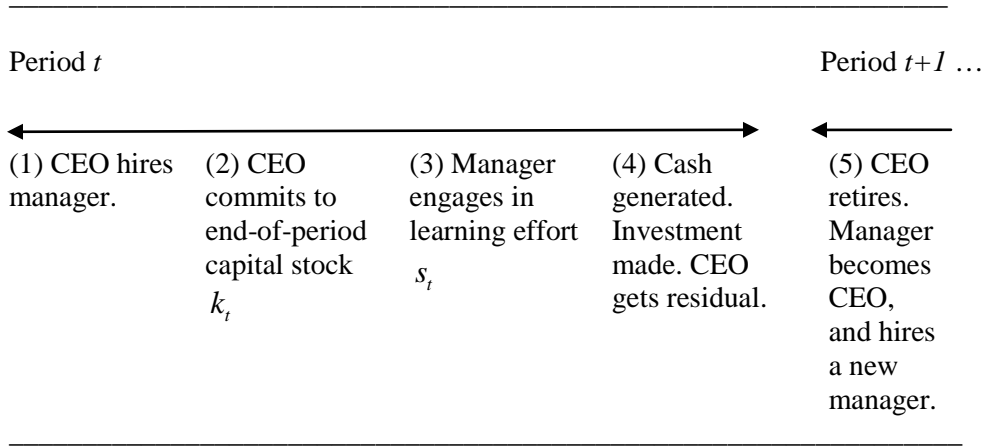 Period t
Period t+1 …
(1) CEO hires
manager.
(2) CEO
commits to
end-of-period
capital stock
k_t
(3) Manager
engages in
learning effort
s_t
(4) Cash
generated.
Investment
made. CEO
gets residual.
(5) CEO
retires.
Manager
becomes
CEO,
and hires
a new
manager.